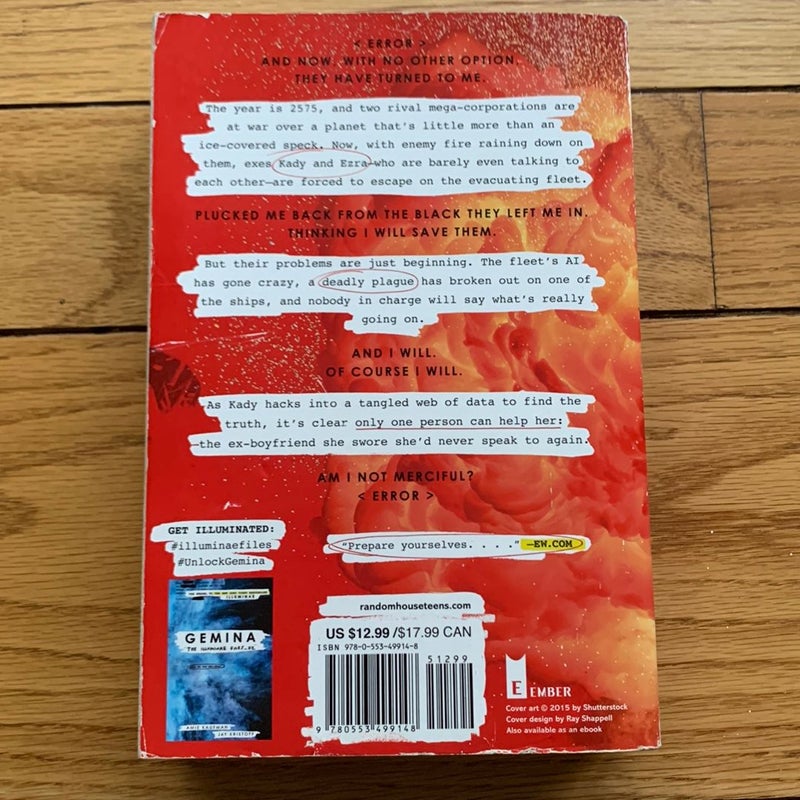 < ERROR >
AND NOW, WITH NO OTHER OPTION,
THEY HAVE TURNED TO ME.
The year is 2575, and two rival mega-corporations are
at war over a planet that's little more than an
ice-covered speck. Now, with enemy fire raining down on
them, exes Kady and Ezra—who are barely even talking to
each other—are forced to escape on the evacuating fleet.
PLUCKED ME BACK FROM THE BLACK THEY LEFT ME IN.
THINKING I WILL SAVE THEM.
But their problems are just beginning. The fleet's AI
has gone crazy, a deadly plague has broken out on one of
the ships, and nobody in charge will say what's really
going on.
AND I WILL.
OF COURSE I WILL.
As Kady hacks into a tangled web of data to find the
truth, it's clear only one person can help her:
—the ex-boyfriend she swore she'd never speak to again.
AM I NOT MERCIFUL?
< ERROR >
GET ILLUMINATED:
#illuminaefiles
#UnlockGemina
"Prepare yourselves. . . ." —EW.COM
GEMINA
THE ILLUMINAE FILES_02
AMIE KAUFMAN
JAY KRISTOFF
randomhouseteens.com
US $12.99 / $17.99 CAN
ISBN 978-0-553-49914-8
51299
9 780553 499148
E EMBER
Cover art © 2015 by Shutterstock
Cover design by Ray Shappell
Also available as an ebook